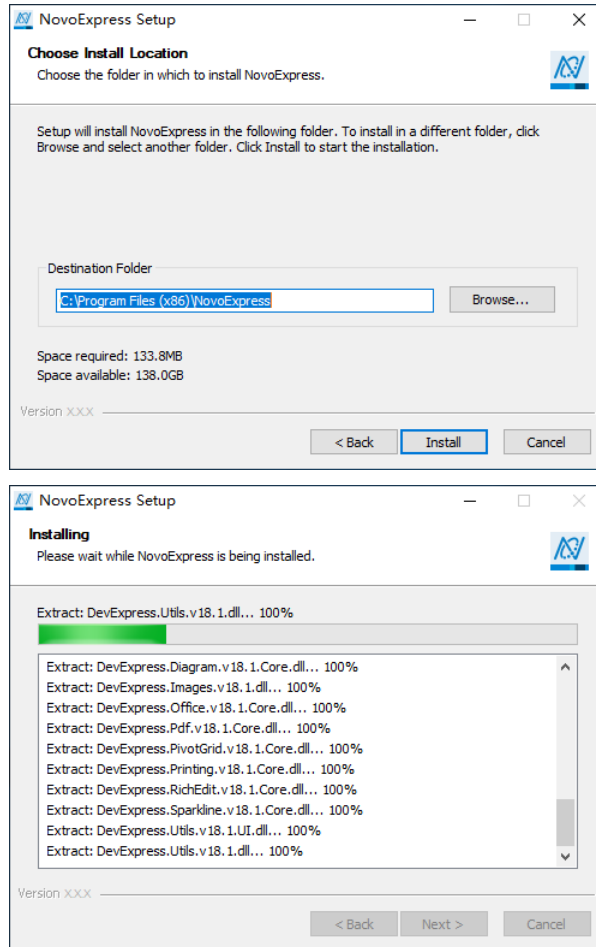 NovoExpress Setup
Choose Install Location
Choose the folder in which to install NovoExpress.
Setup will install NovoExpress in the following folder. To install in a different folder, click
Browse and select another folder. Click Install to start the installation.
Destination Folder
C:\Program Files (x86)\NovoExpress
Browse...
Space required: 133.8MB
Space available: 138.0GB
Version XXX
< Back Install Cancel
NovoExpress Setup
Installing
Please wait while NovoExpress is being installed.
Extract: DevExpress.Utils.v18.1.dll... 100%
Extract: DevExpress.Diagram.v18.1.Core.dll... 100%
Extract: DevExpress.Images.v18.1.dll... 100%
Extract: DevExpress.Office.v18.1.Core.dll... 100%
Extract: DevExpress.Pdf.v18.1.Core.dll... 100%
Extract: DevExpress.PivotGrid.v18.1.Core.dll... 100%
Extract: DevExpress.Printing.v18.1.Core.dll... 100%
Extract: DevExpress.RichEdit.v18.1.Core.dll... 100%
Extract: DevExpress.Sparkline.v18.1.Core.dll... 100%
Extract: DevExpress.Utils.v18.1.UI.dll... 100%
Extract: DevExpress.Utils.v18.1.dll... 100%
Version XXX
< Back Next > Cancel